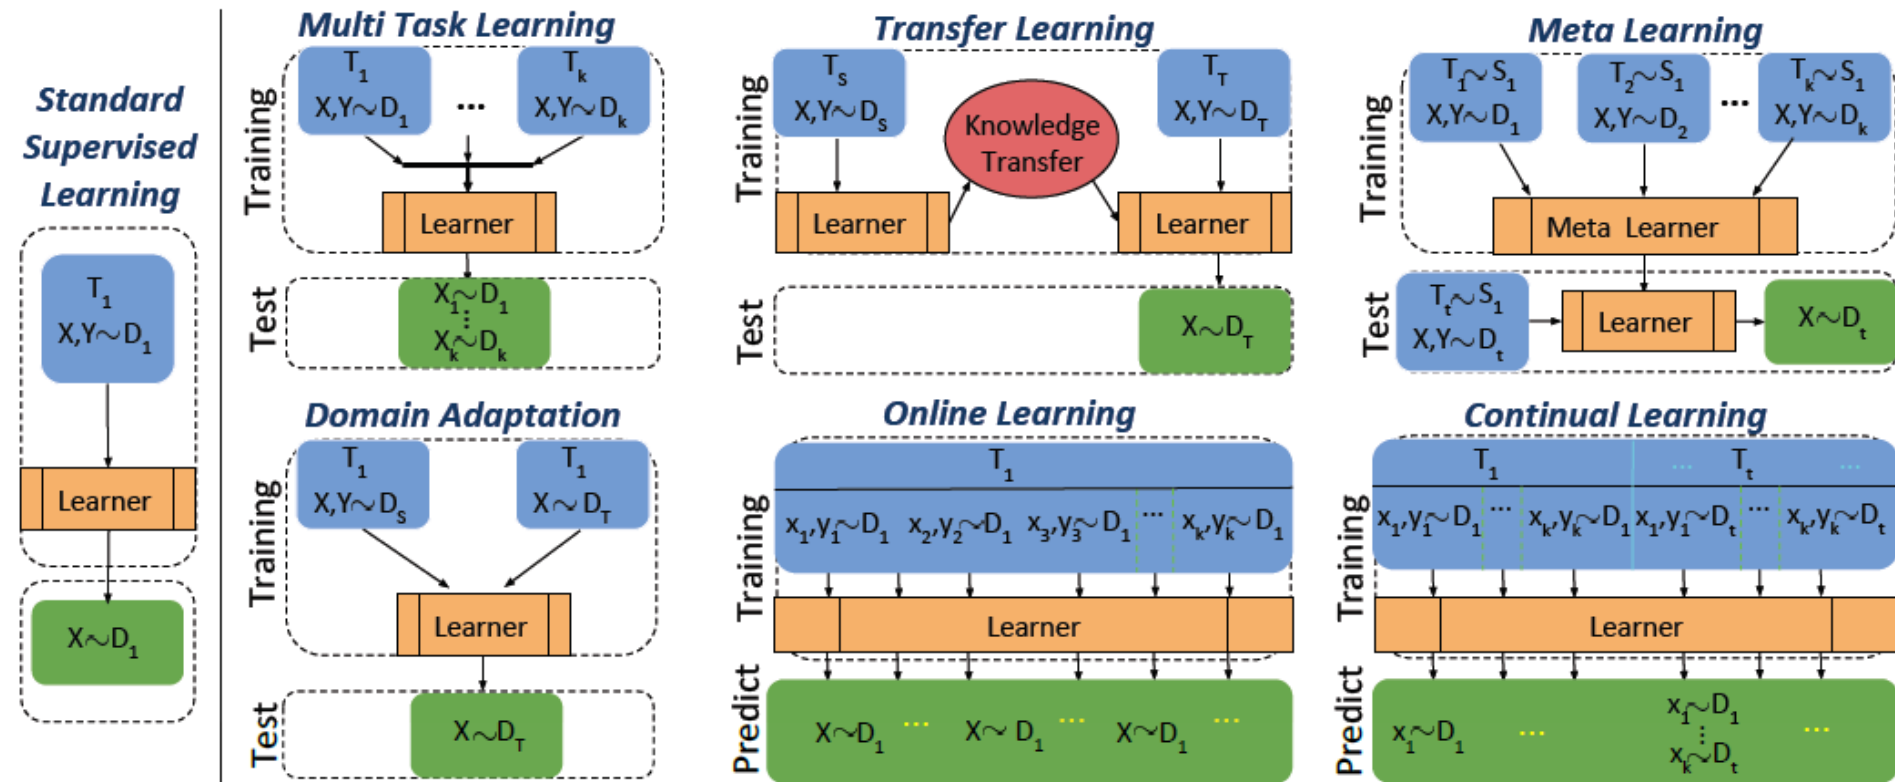 Standard
Supervised
Learning
T1
X,Y~D1
Learner
X~D1
Multi Task Learning
Training
T1
X,Y~D1
...
Tk
X,Y~Dk
Learner
Test
X1~D1
⋮
Xk~Dk
Transfer Learning
Training
TS
X,Y~DS
Knowledge
Transfer
TT
X,Y~DT
Learner
Learner
Test
X~DT
Meta Learning
Training
T1~S1
X,Y~D1
T2~S1
X,Y~D2
...
Tk~S1
X,Y~Dk
Meta Learner
Test
Tt~S1
X,Y~Dt
Learner
X~Dt
Domain Adaptation
Training
T1
X,Y~DS
T1
X~DT
Learner
Test
X~DT
Online Learning
Training
T1
x1,y1~D1 x2,y2~D1 x3,y3~D1 ... xk,yk~D1
Learner
Predict
X~D1 ... X~ D1 ... X~D1 ...
Continual Learning
Training
T1 ... Tt ...
x1,y1~D1 ... xk,yk~D1 x1,y1~Dt ... xk,yk~Dt
Learner
Predict
x1~D1 ...
x1~D1
⋮
xk~Dt
...